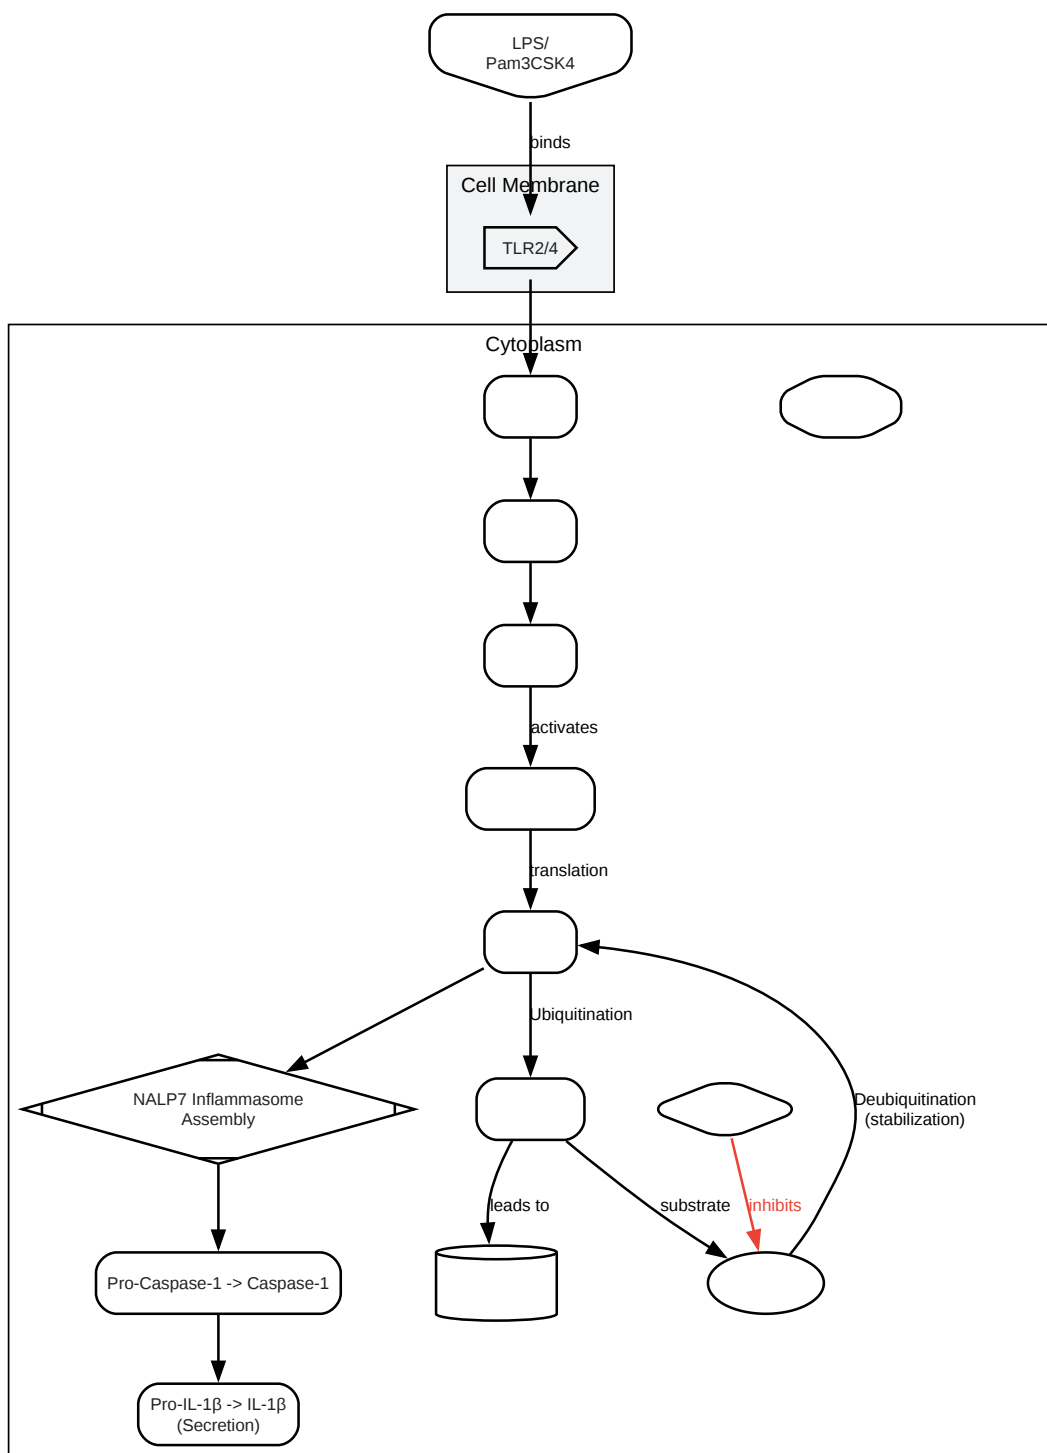 LPS/
Pam3CSK4
binds
Cell Membrane
TLR2/4
Cytoplasm
activates
translation
Ubiquitination
NALP7 Inflammasome
Assembly
Deubiquitination
(stabilization)
leads to
substrate
inhibits
Pro-Caspase-1 -> Caspase-1
Pro-IL-1β -> IL-1β
(Secretion)